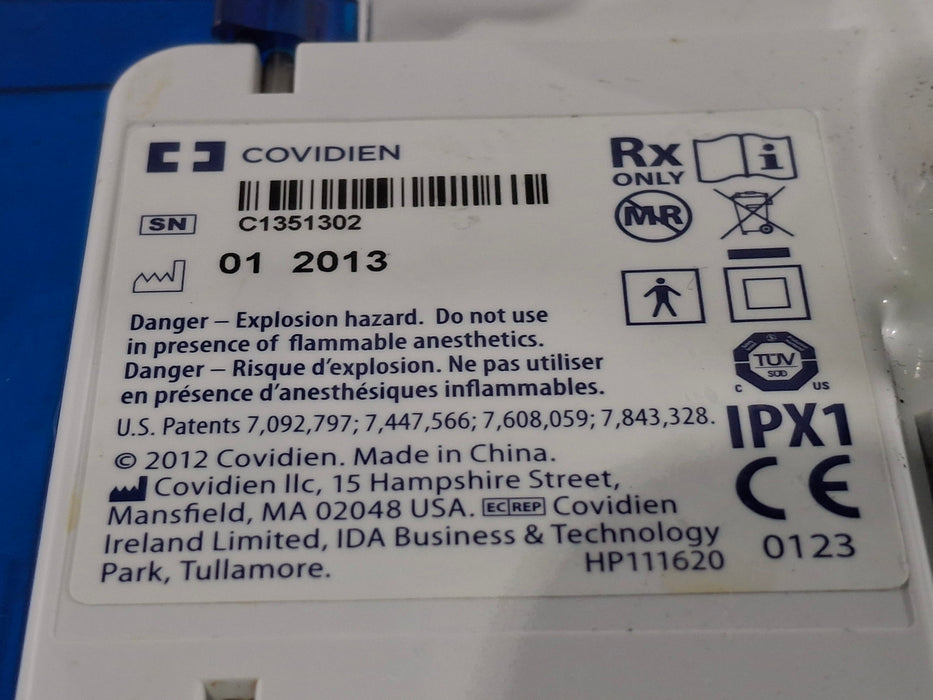 COVIDIEN
SN
C1351302
01 2013
Rx
ONLY
i
MR
Danger – Explosion hazard. Do not use
in presence of flammable anesthetics.
Danger – Risque d'explosion. Ne pas utiliser
en présence d'anesthésiques inflammables.
U.S. Patents 7,092,797; 7,447,566; 7,608,059; 7,843,328.
© 2012 Covidien. Made in China.
Covidien llc, 15 Hampshire Street,
Mansfield, MA 02048 USA. EC REP Covidien
Ireland Limited, IDA Business & Technology
Park, Tullamore.
HP111620
TÜV
SÜD
C US
IPX1
CE
0123